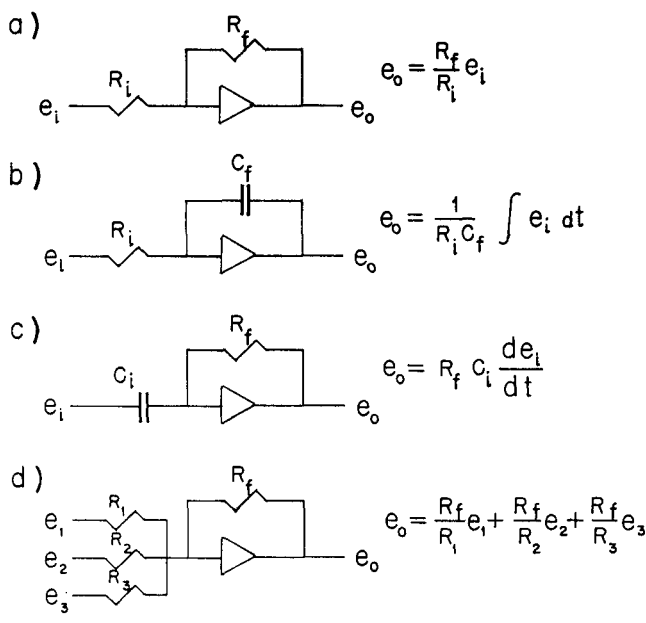 a)
R_f
R_i
e_i
e_o
e_o = R_f/R_i e_i
b)
C_f
R_i
e_i
e_o
e_o = 1/R_i C_f ∫ e_i dt
c)
R_f
C_i
e_i
e_o
e_o = R_f C_i de_i/dt
d)
R_f
R_1
e_1
R_2
e_2
R_3
e_3
e_o
e_o = R_f/R_1 e_1 + R_f/R_2 e_2 + R_f/R_3 e_3